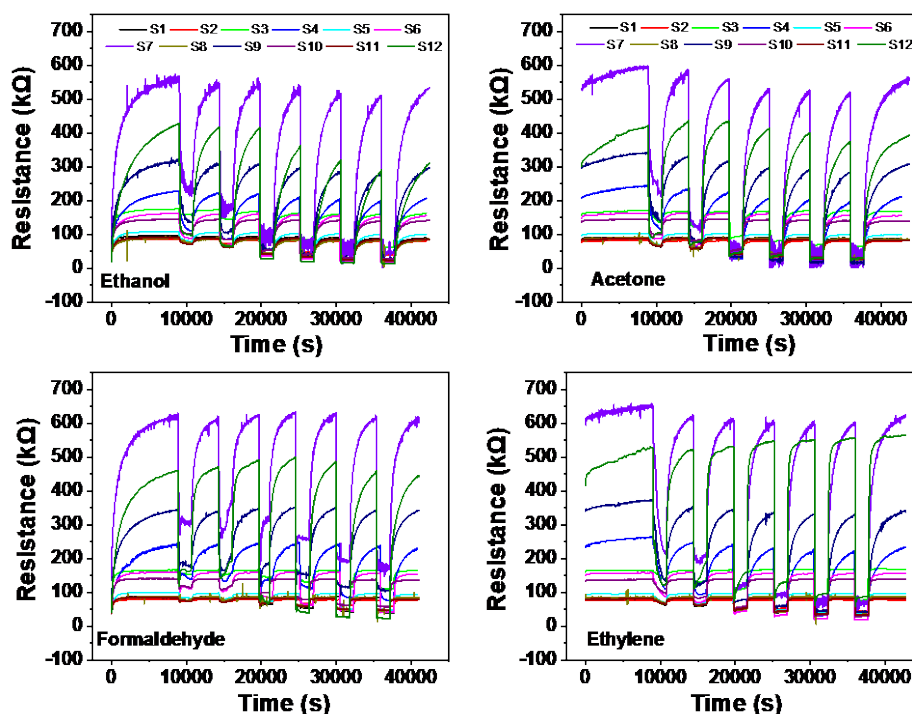 S1 S2 S3 S4 S5 S6
S7 S8 S9 S10 S11 S12
Resistance (kΩ)
700
600
500
400
300
200
100
0
-100
Ethanol
0 10000 20000 30000 40000
Time (s)
S1 S2 S3 S4 S5 S6
S7 S8 S9 S10 S11 S12
Resistance (kΩ)
700
600
500
400
300
200
100
0
-100
Acetone
0 10000 20000 30000 40000
Time (s)
Resistance (kΩ)
700
600
500
400
300
200
100
0
-100
Formaldehyde
0 10000 20000 30000 40000
Time (s)
Resistance (kΩ)
700
600
500
400
300
200
100
0
-100
Ethylene
0 10000 20000 30000 40000
Time (s)